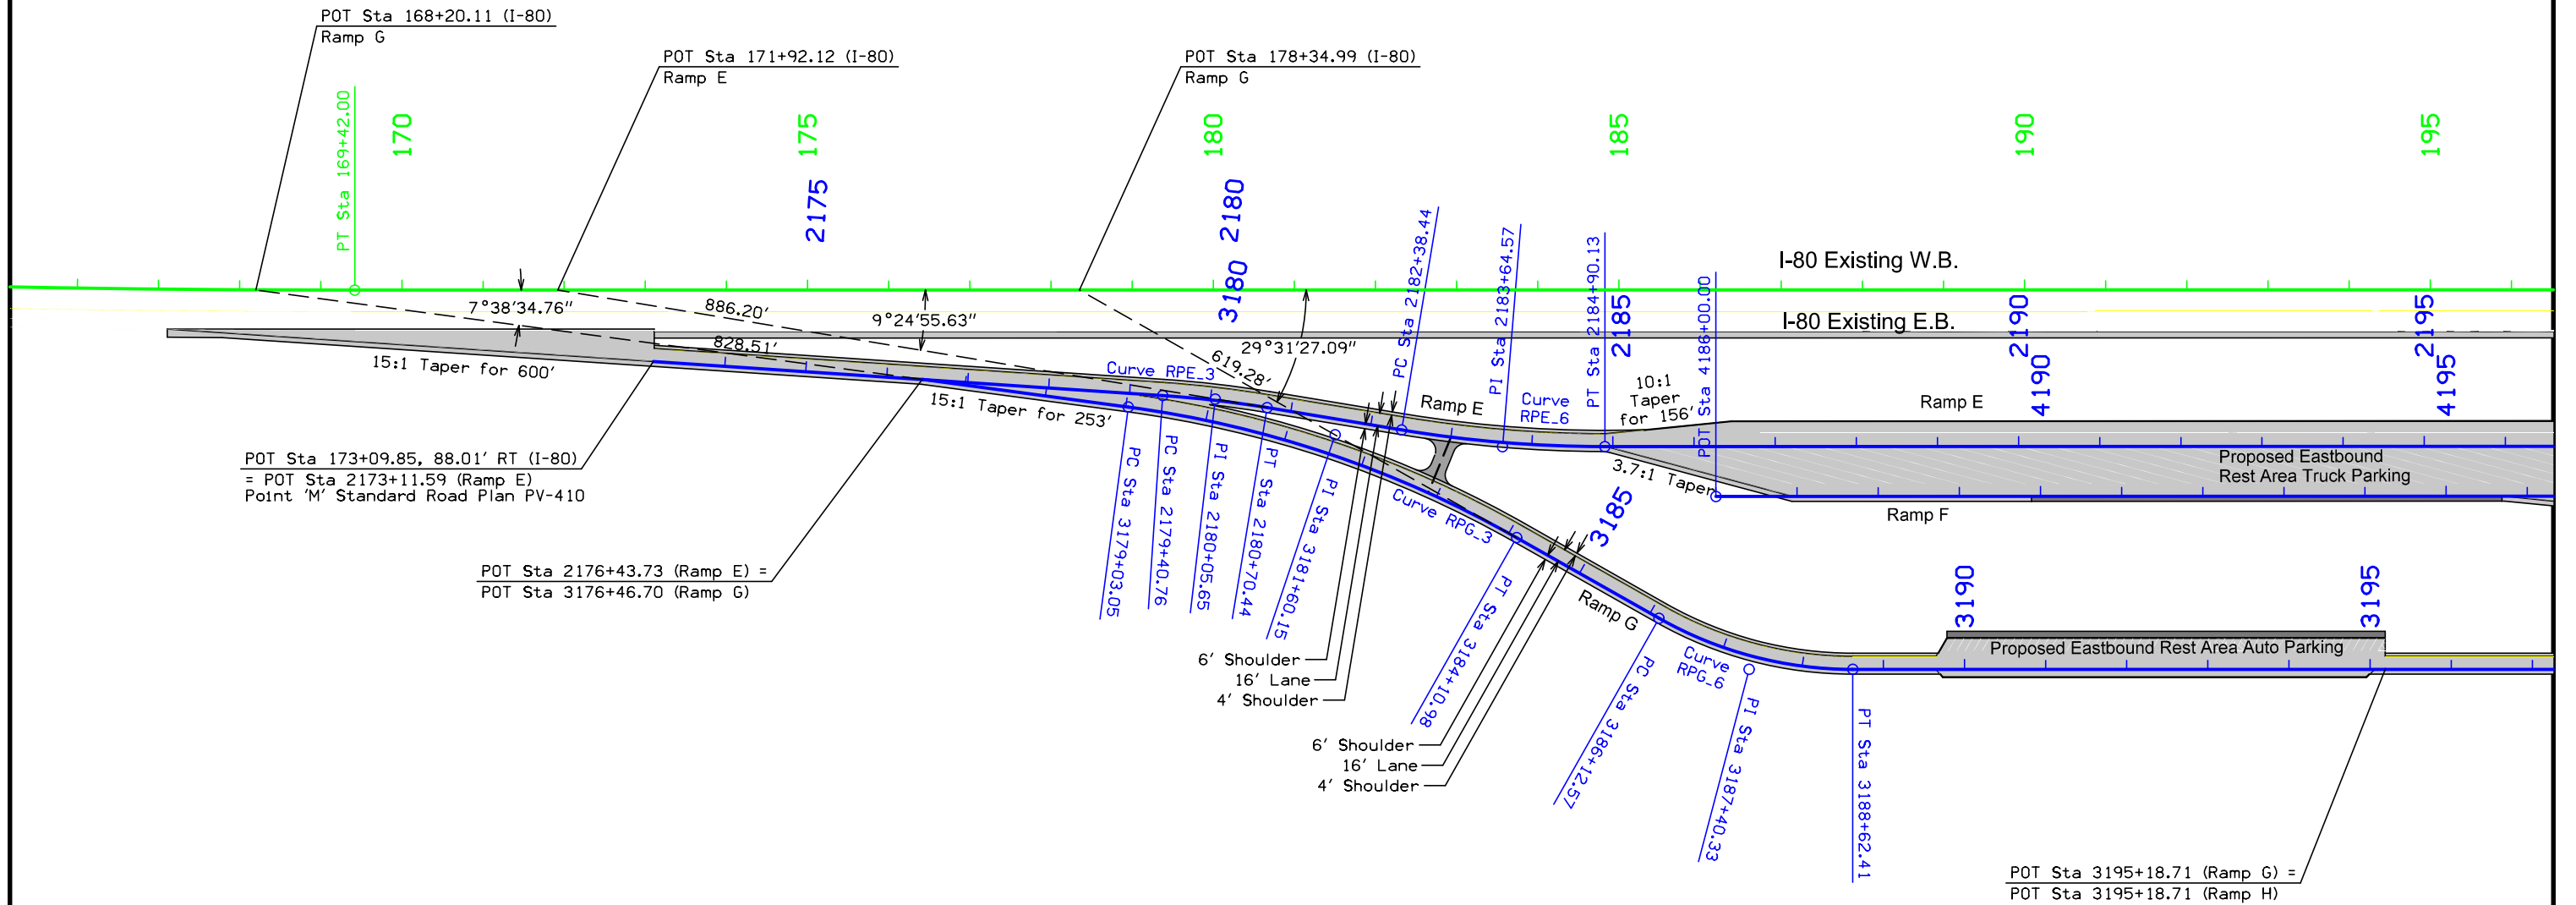 POT Sta 168+20.11 (I-80)
Ramp G
POT Sta 171+92.12 (I-80)
Ramp E
POT Sta 178+34.99 (I-80)
Ramp G
PT Sta 169+42.00
170
175
180
185
190
195
2175
3180
2180
PC Sta 2182+38.44
PI Sta 2183+64.57
PT Sta 2184+90.13
POT Sta 4186+00.00
I-80 Existing W.B.
I-80 Existing E.B.
2185
2190
2195
4190
4195
7°38'34.76"
886.20'
9°24'55.63"
828.51'
29°31'27.09"
619.28'
15:1 Taper for 600'
Curve RPE_3
15:1 Taper for 253'
Ramp E
Curve
RPE_6
10:1
Taper
for 156'
Ramp E
3.7:1 Taper
Proposed Eastbound
Rest Area Truck Parking
Ramp F
POT Sta 173+09.85, 88.01' RT (I-80)
= POT Sta 2173+11.59 (Ramp E)
Point 'M' Standard Road Plan PV-410
POT Sta 2176+43.73 (Ramp E) =
POT Sta 3176+46.70 (Ramp G)
PC Sta 3179+03.05
PC Sta 2179+40.76
PI Sta 2180+05.65
PT Sta 2180+70.44
PI Sta 3181+60.15
Curve RPG_3
3185
PT Sta 3184+10.98
6' Shoulder
16' Lane
4' Shoulder
6' Shoulder
16' Lane
4' Shoulder
Ramp G
PC Sta 3186+12.57
Curve
RPG_6
PI Sta 3187+40.33
PT Sta 3188+62.41
3190
3195
Proposed Eastbound Rest Area Auto Parking
POT Sta 3195+18.71 (Ramp G) =
POT Sta 3195+18.71 (Ramp H)